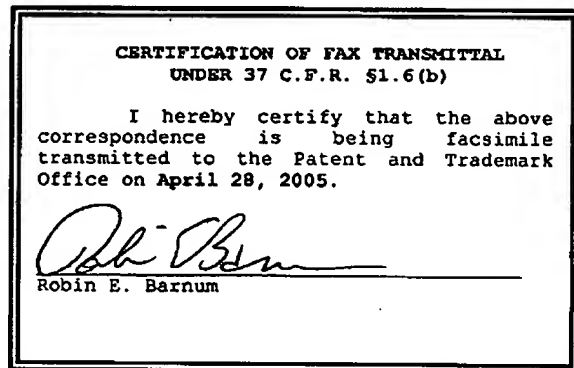 CERTIFICATION OF FAX TRANSMITTAL
UNDER 37 C.F.R. §1.6(b)
I hereby certify that the above
correspondence is being facsimile
transmitted to the Patent and Trademark
Office on April 28, 2005.
Robin E. Barnum